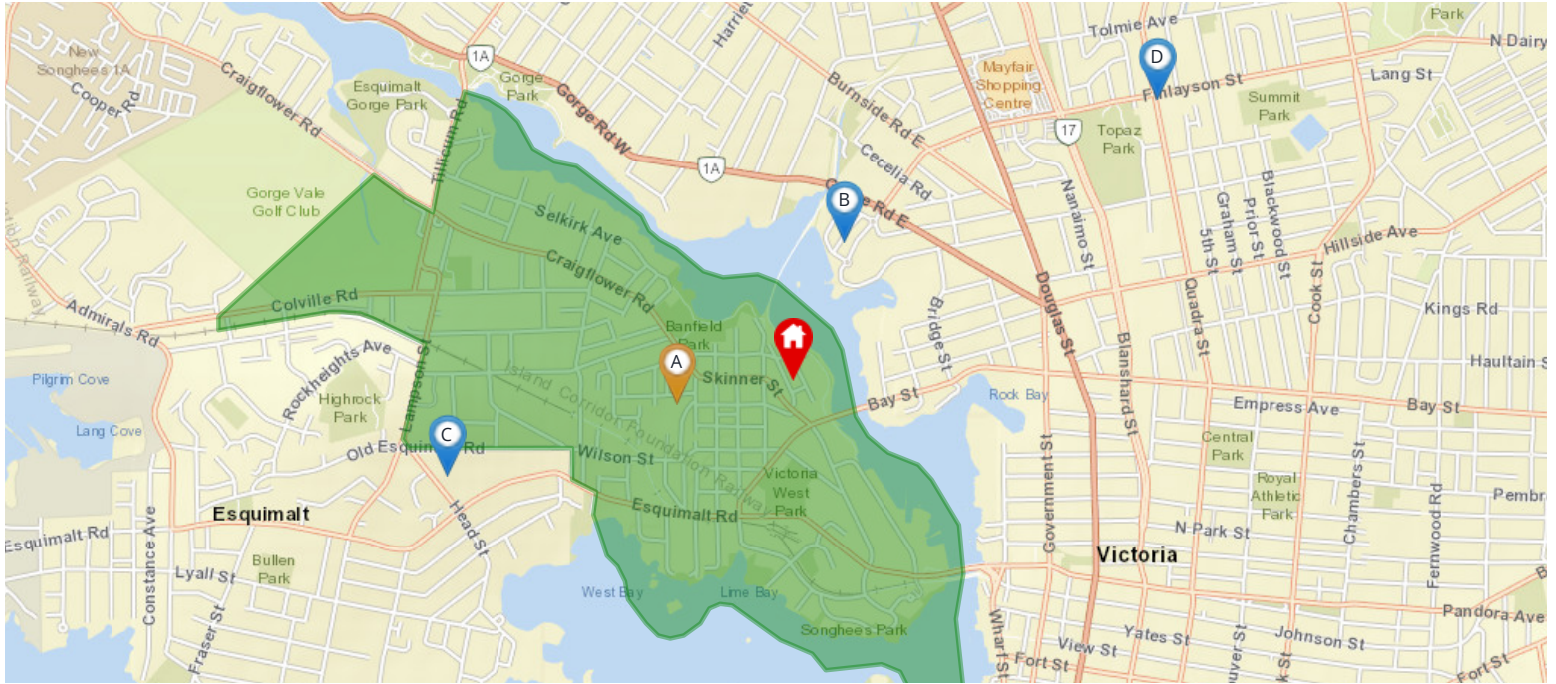 New
Songhees 1A
Cooper Rd
Craigflower Rd
Esquimalt
Gorge Park
1A
Gorge
Park
Gorge Rd W
Harriet
Mayfair
Shopping
Centre
Tolmie Ave
D
Finlayson St
Park
N Dairy
Lang St
Summit
Park
17
Topaz
Park
Burnside Rd E
Cecelia Rd
1A
Tillicum Rd
Gorge Vale
Golf Club
Selkirk Ave
B
Rd E
Nanaimo St
5th St
Graham St
Prior St
Blackwood St
Hillside Ave
Craigflower Rd
Colville Rd
Admirals Rd
Railway
Douglas St
Bridge St
Quadra St
Cook St
Kings Rd
Banfield
Park
A
Skinner St
Rockheights Ave
Lampson St
Pilgrim Cove
Highrock
Park
Lang Cove
Island Corridor Foundation Railway
Bay St
Rock Bay
Blanshard St
Haultain S
Empress Ave
Bay St
C
Old Esquimalt Rd
Wilson St
Victoria
West
Park
Central
Park
Royal
Athletic
Park
Chambers St
Fernwood Rd
Pembr
Esquimalt
Head St
Esquimalt Rd
Government St
N Park St
Esquimalt Rd
Constance Ave
Bullen
Park
Lyall St
Fraser St
West Bay
Lime Bay
Songhees Park
Victoria
Wharf St
View St
Yates St
Johnson St
Pandora Ave
Fort St
Fort St
uver St
k St
B